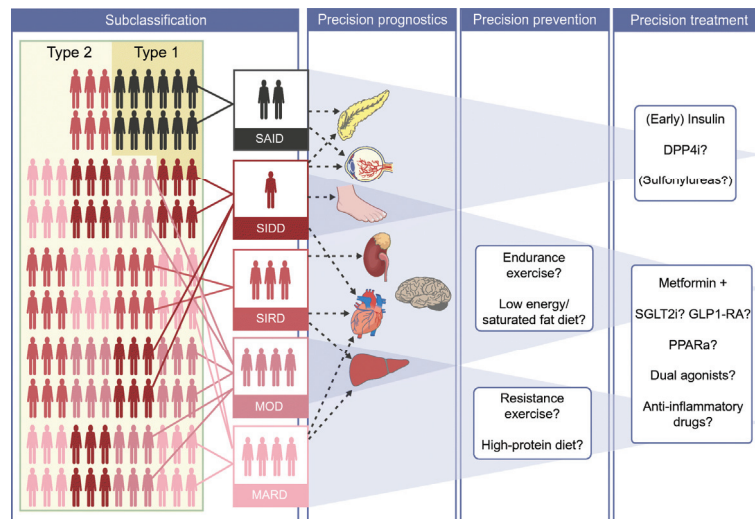 Subclassification
Precision prognostics
Precision prevention
Precision treatment
Type 2
Type 1
SAID
SIDD
SIRD
MOD
MARD
Endurance
exercise?
Low energy/
saturated fat diet?
Resistance
exercise?
High-protein diet?
(Early) Insulin
DPP4i?
(Sulfonylureas?)
Metformin +
SGLT2i? GLP1-RA?
PPARa?
Dual agonists?
Anti-inflammatory
drugs?